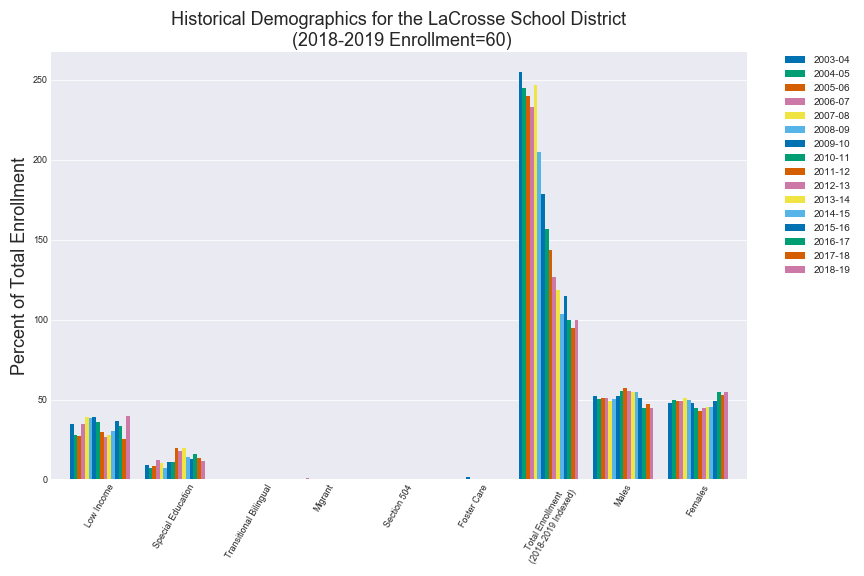 Historical Demographics for the LaCrosse School District
(2018-2019 Enrollment=60)
Percent of Total Enrollment
250
200
150
100
50
0
Low Income
Special Education
Transitional Bilingual
Migrant
Section 504
Foster Care
Total Enrollment
(2018-2019 Indexed)
Males
Females
2003-04
2004-05
2005-06
2006-07
2007-08
2008-09
2009-10
2010-11
2011-12
2012-13
2013-14
2014-15
2015-16
2016-17
2017-18
2018-19